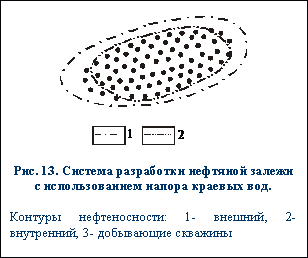 1 2
Рис. 13. Система разработки нефтяной залежи
с использованием напора краевых вод.
Контуры нефтеносности: 1- внешний, 2-
внутренний, 3- добывающие скважины